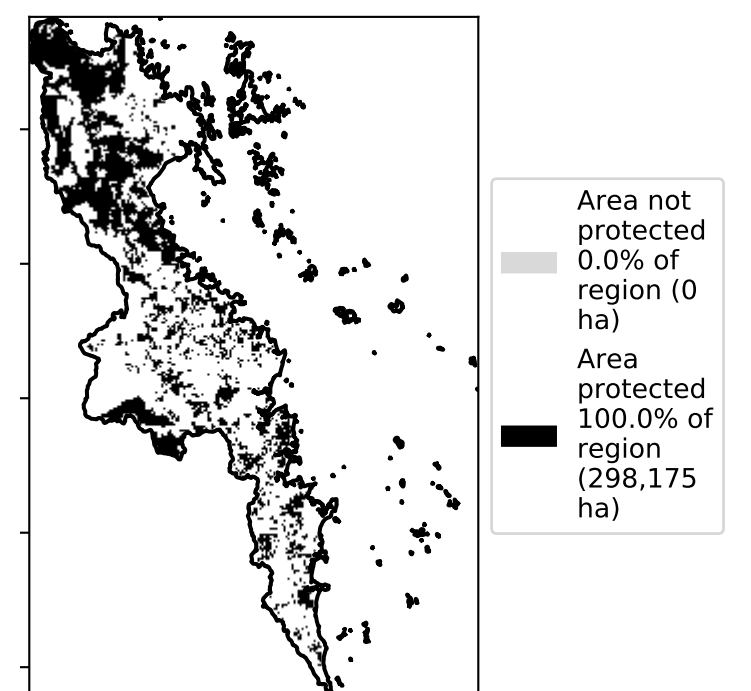 Area not
protected
0.0% of
region (0
ha)
Area
protected
100.0% of
region
(298,175
ha)